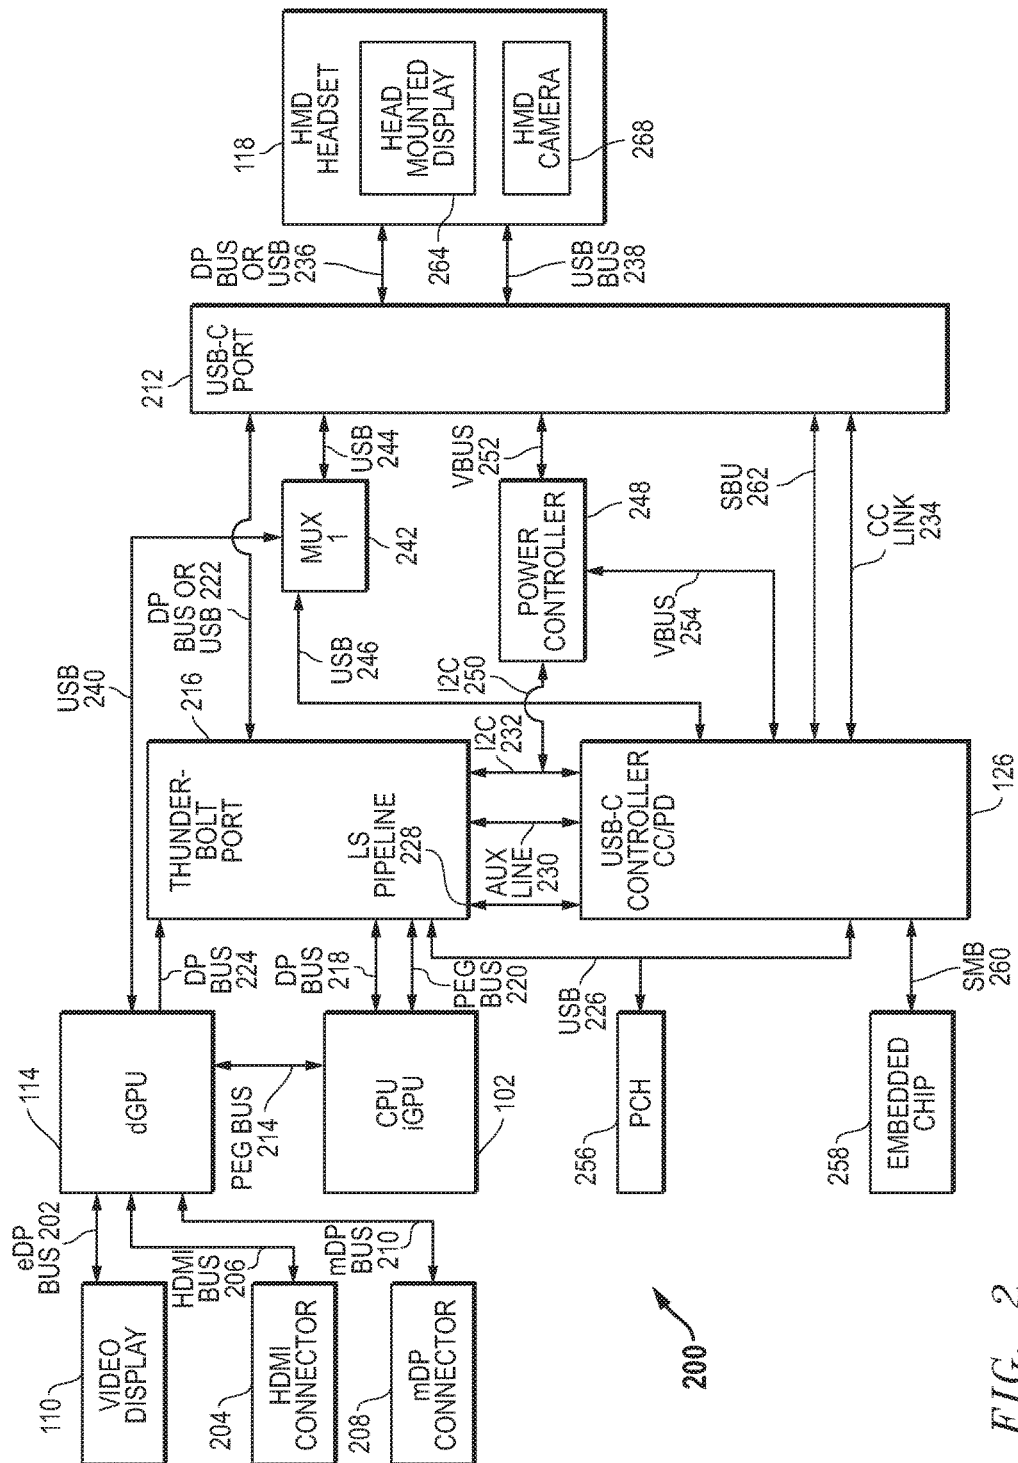 110
VIDEO
DISPLAY
eDP
BUS 202
204
HDMI
CONNECTOR
HDMI
BUS
206
208
mDP
CONNECTOR
mDP
BUS
210
114
dGPU
PEG BUS
214
CPU
iGPU
102
256
PCH
258
EMBEDDED
CHIP
USB
240
DP
BUS
224
DP
BUS
218
PEG
BUS
220
USB
226
SMB
260
216
THUNDER-
BOLT
PORT
LS
PIPELINE
228
AUX
LINE
230
I2C
232
I2C
250
USB-C
CONTROLLER
CC/PD
126
DP
BUS OR
USB 222
USB
246
MUX
1
242
USB
244
POWER
CONTROLLER
248
VBUS
252
VBUS
254
SBU
262
CC
LINK
234
212
USB-C
PORT
DP
BUS
OR
USB
236
USB
BUS
238
118
HMD
HEADSET
HEAD
MOUNTED
DISPLAY
264
HMD
CAMERA
268
200
FIG. 2